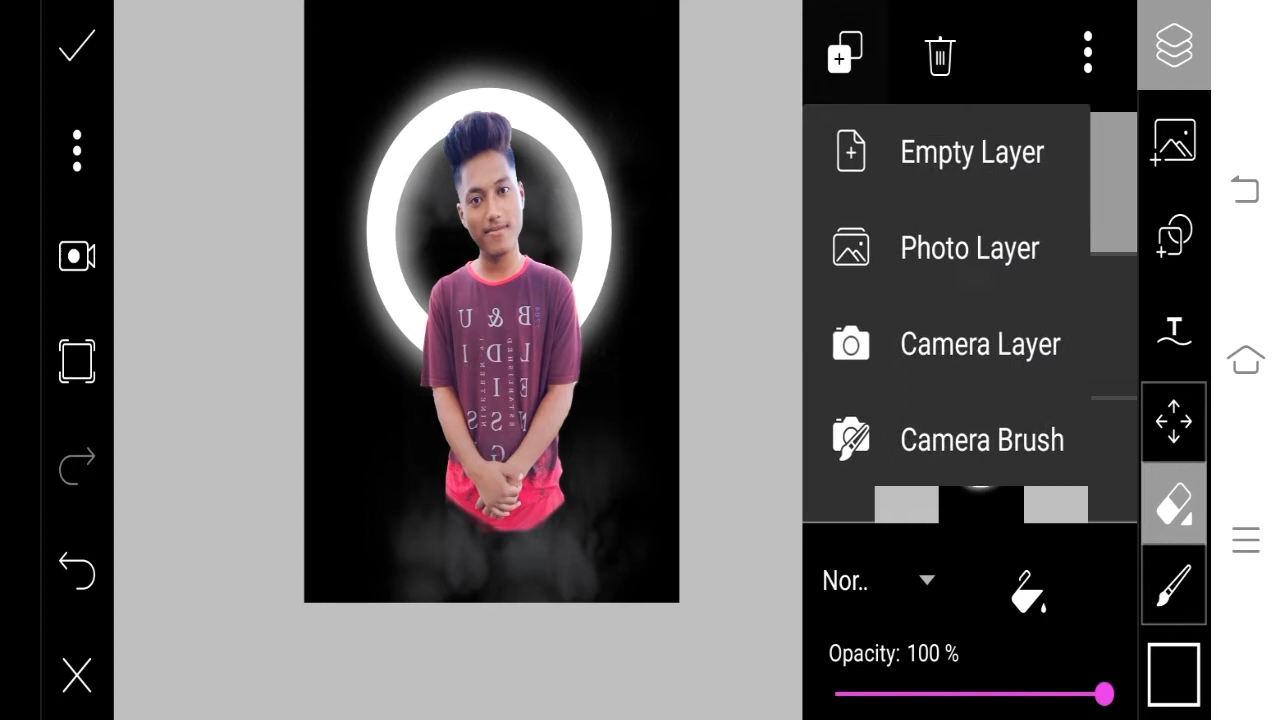 Empty Layer
Photo Layer
Camera Layer
Camera Brush
Nor..
Opacity: 100 %
T
U & B
I D L
I E
S S N
G